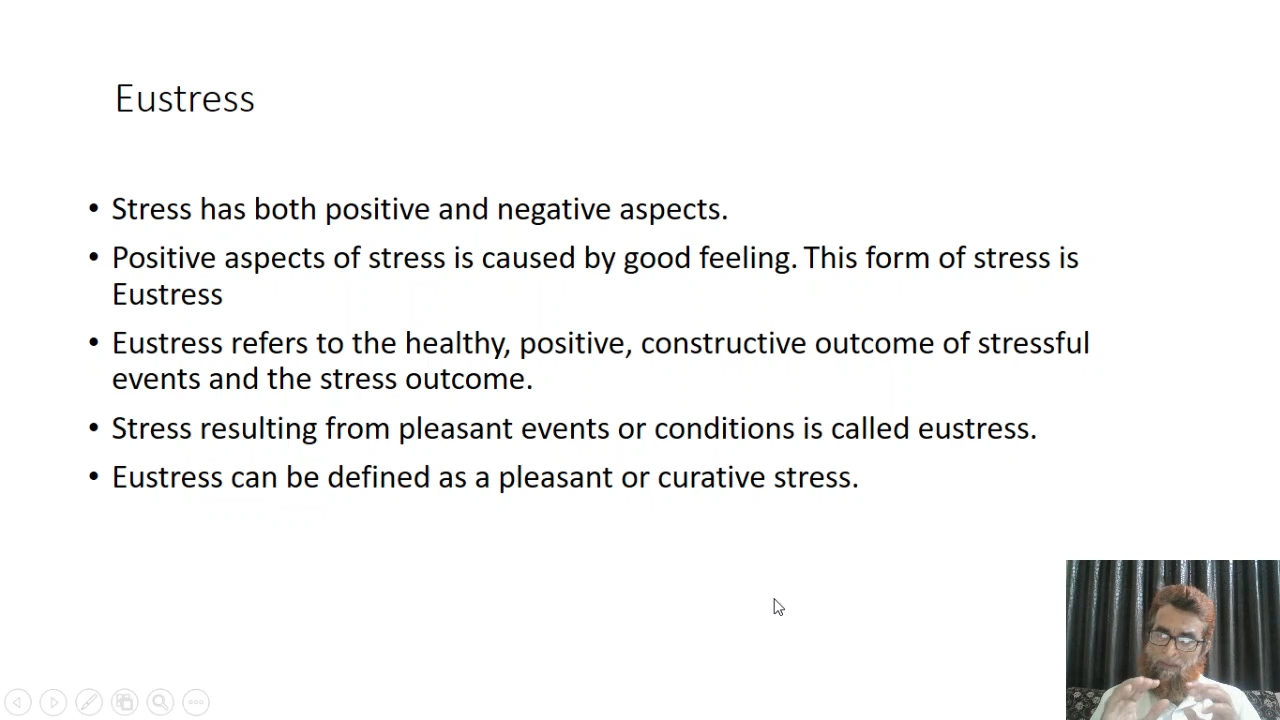 Eustress
• Stress has both positive and negative aspects.
• Positive aspects of stress is caused by good feeling. This form of stress is
Eustress
• Eustress refers to the healthy, positive, constructive outcome of stressful
events and the stress outcome.
• Stress resulting from pleasant events or conditions is called eustress.
• Eustress can be defined as a pleasant or curative stress.